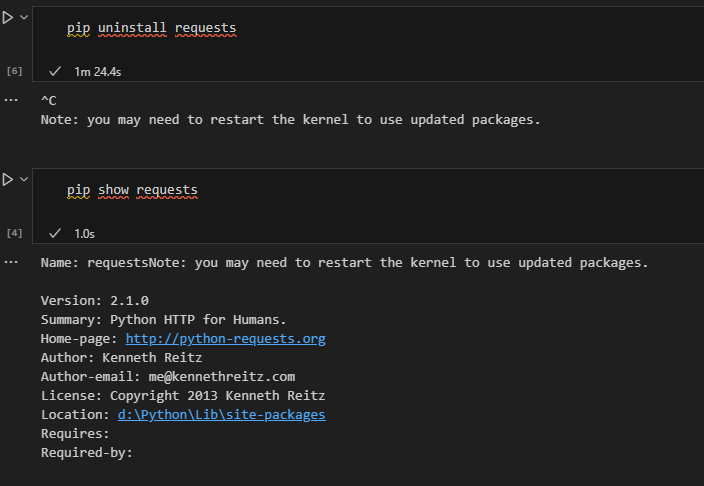 pip uninstall requests
[6]
1m 24.4s
^C
Note: you may need to restart the kernel to use updated packages.
pip show requests
[4]
1.0s
Name: requestsNote: you may need to restart the kernel to use updated packages.
Version: 2.1.0
Summary: Python HTTP for Humans.
Home-page: http://python-requests.org
Author: Kenneth Reitz
Author-email: me@kennethreitz.com
License: Copyright 2013 Kenneth Reitz
Location: d:\Python\Lib\site-packages
Requires:
Required-by: